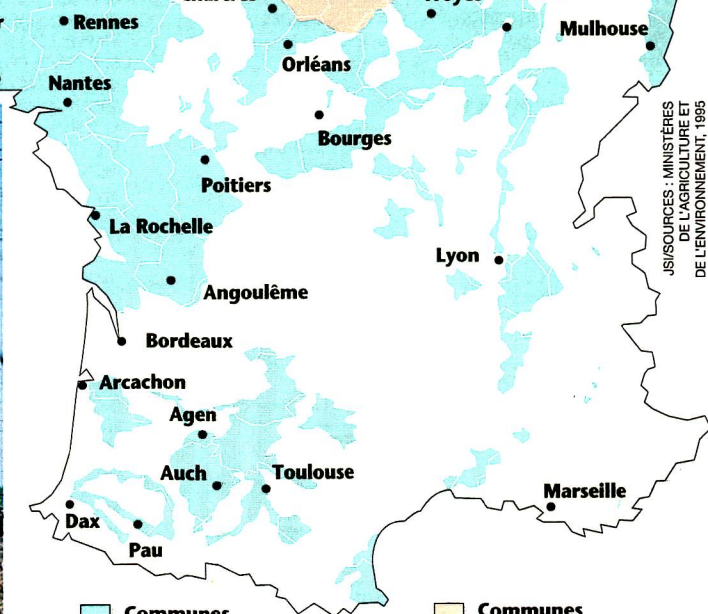 Rennes
Mulhouse
Orléans
Nantes
Bourges
Poitiers
La Rochelle
Lyon
Angoulême
Bordeaux
Arcachon
Agen
Auch
Toulouse
Marseille
Dax
Pau
JSI/SOURCES : MINISTÈRES
DE L'AGRICULTURE ET
DE L'ENVIRONNEMENT, 1995
Communes
Communes